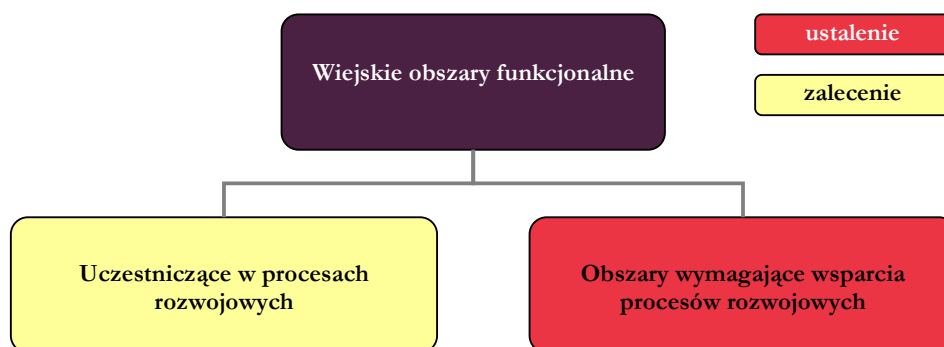 Wiejskie obszary funkcjonalne
ustalenie
zalecenie
Uczestniczące w procesach
rozwojowych
Obszary wymagające wsparcia
procesów rozwojowych